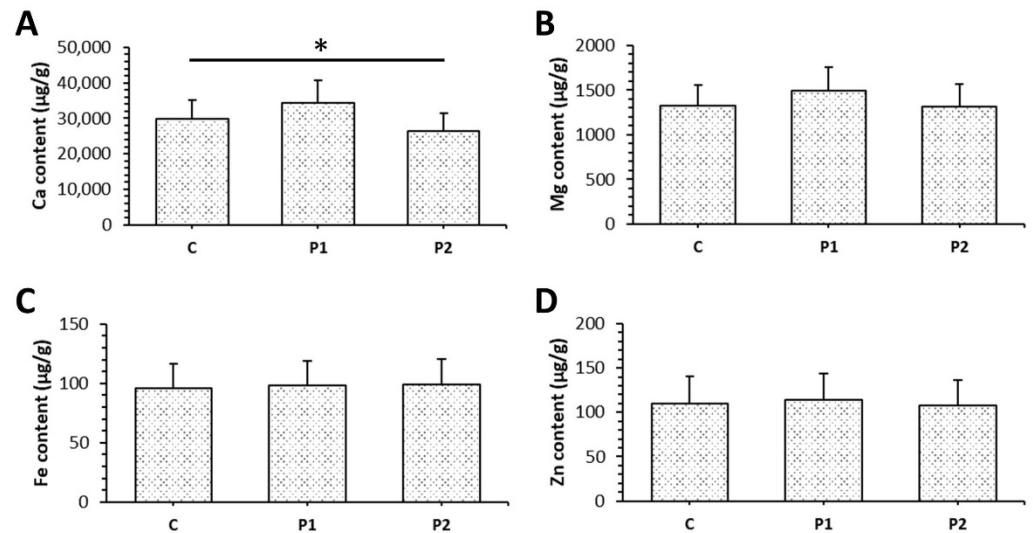 A
Ca content (µg/g)
50,000
40,000
30,000
20,000
10,000
0
*
C P1 P2
B
Mg content (µg/g)
2000
1500
1000
500
0
C P1 P2
C
Fe content (µg/g)
150
100
50
0
C P1 P2
D
Zn content (µg/g)
200
150
100
50
0
C P1 P2